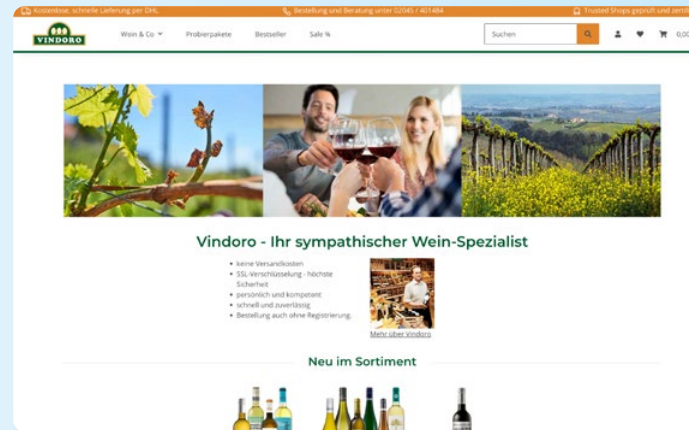 Kostenlose, schnelle Lieferung per DHL
Bestellung und Beratung unter 02045 / 401484
Trusted Shops geprüft und
VINDORO
Wein & Co
Probierpakete
Bestseller
Sale %
Suchen
Vindoro - Ihr sympathischer Wein-Spezialist
• keine Versandkosten
• SSL-Verschlüsselung - höchste
Sicherheit
• persönlich und kompetent
• schnell und zuverlässig
• Bestellung auch ohne Registrierung.
Mehr über Vindoro
Neu im Sortiment